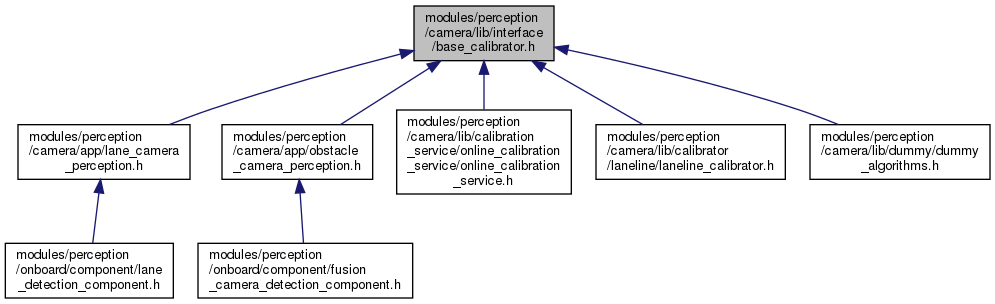 modules/perception
/camera/lib/interface
/base_calibrator.h
modules/perception
/camera/app/lane_camera
_perception.h
modules/perception
/camera/app/obstacle
_camera_perception.h
modules/perception
/camera/lib/calibration
_service/online_calibration
_service/online_calibration
_service.h
modules/perception
/camera/lib/calibrator
/laneline/laneline_calibrator.h
modules/perception
/camera/lib/dummy/dummy
_algorithms.h
modules/perception
/onboard/component/lane
_detection_component.h
modules/perception
/onboard/component/fusion
_camera_detection_component.h